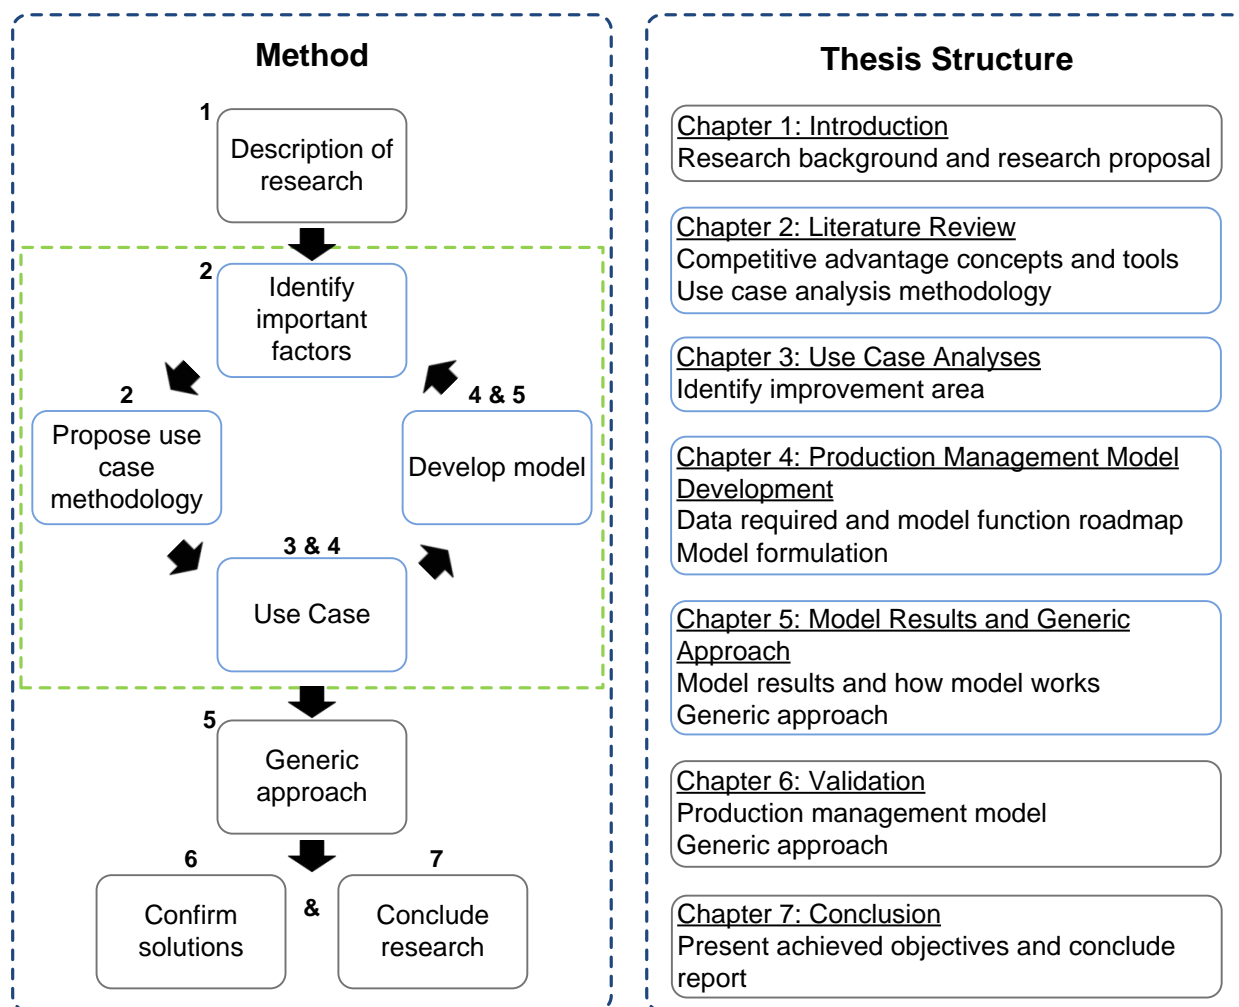 Method
1
Description of
research
2
Identify
important
factors
2
Propose use
case
methodology
4 & 5
Develop model
3 & 4
Use Case
5
Generic
approach
6
Confirm
solutions
&
7
Conclude
research
Thesis Structure
Chapter 1: Introduction
Research background and research proposal
Chapter 2: Literature Review
Competitive advantage concepts and tools
Use case analysis methodology
Chapter 3: Use Case Analyses
Identify improvement area
Chapter 4: Production Management Model
Development
Data required and model function roadmap
Model formulation
Chapter 5: Model Results and Generic
Approach
Model results and how model works
Generic approach
Chapter 6: Validation
Production management model
Generic approach
Chapter 7: Conclusion
Present achieved objectives and conclude
report